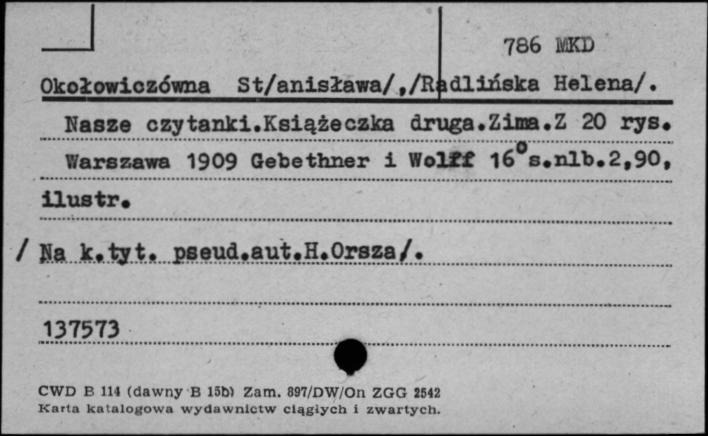 786 MKD
Okołowiczówna St/anisława/,/Radlińska Helena/.
Nasze czytanki.Książeczka druga.Zima.Z 20 rys.
Warszawa 1909 Gebethner i Wolff 16° s.nlb.2,90,
ilustr.
/ Na k.tyt. pseud.aut.H.Orsza/.
137573
CWD B 114 (dawny B 15b) Zam. 897/DW/On ZGG 2542
Karta katalogowa wydawnictw ciągłych i zwartych.